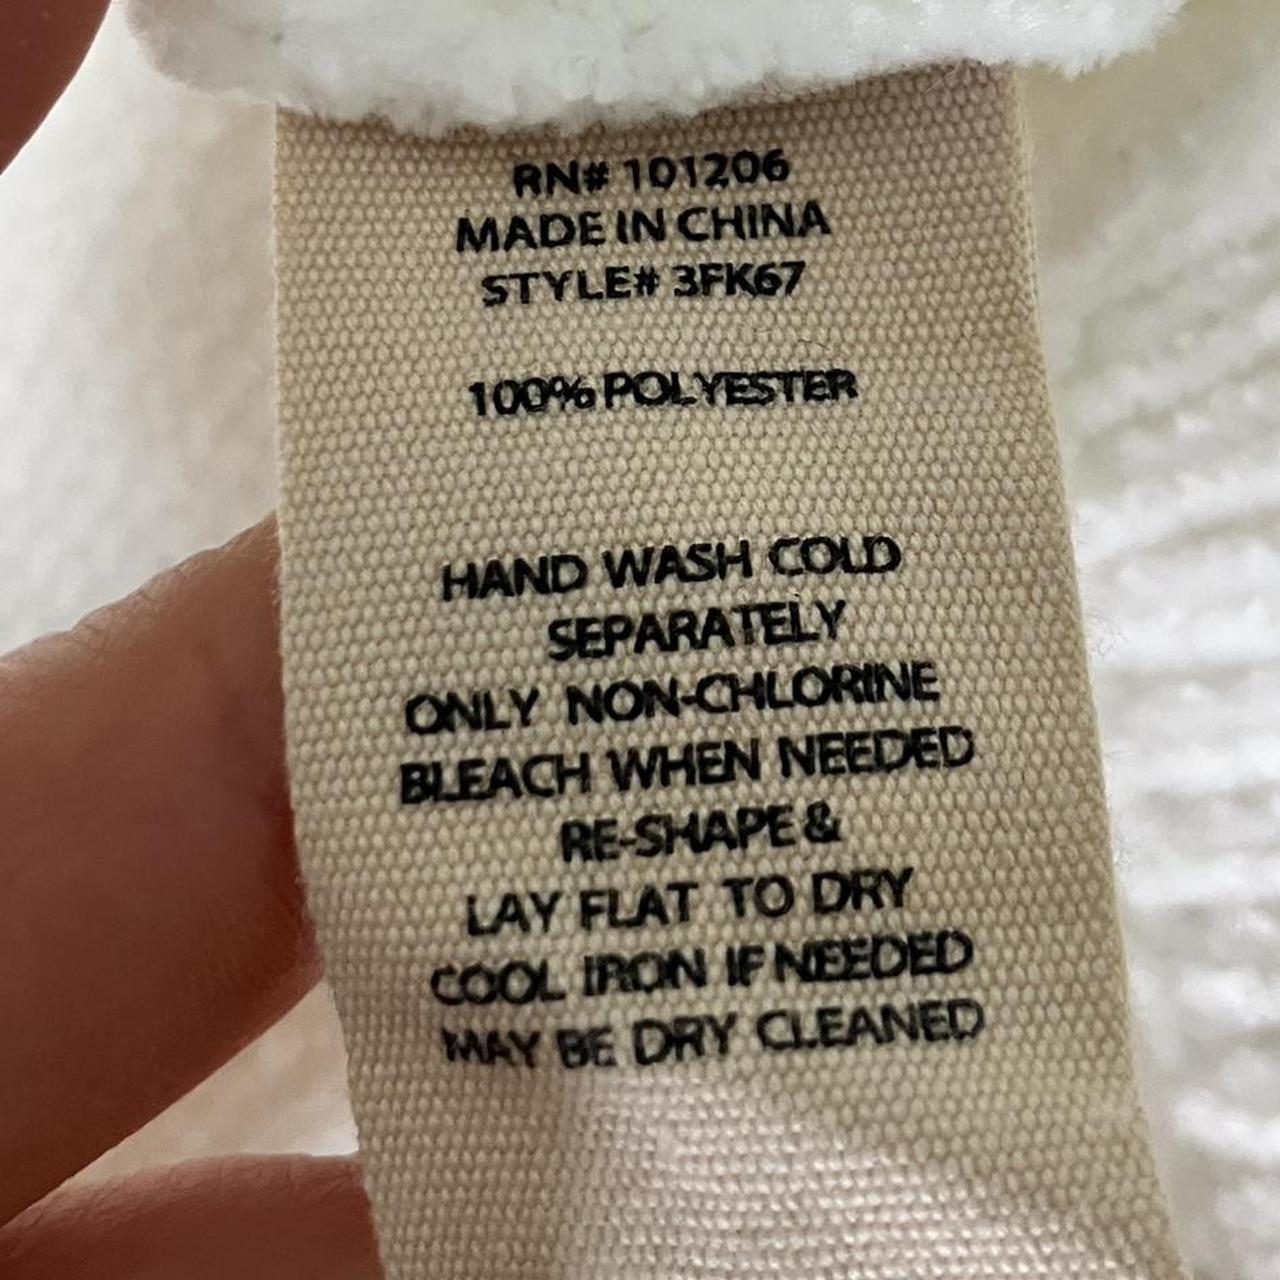 RN# 101206
MADE IN CHINA
STYLE# 3FK67
100% POLYESTER
HAND WASH COLD
SEPARATELY
ONLY NON-CHLORINE
BLEACH WHEN NEEDED
RE-SHAPE &
LAY FLAT TO DRY
COOL IRON IF NEEDED
MAY BE DRY CLEANED